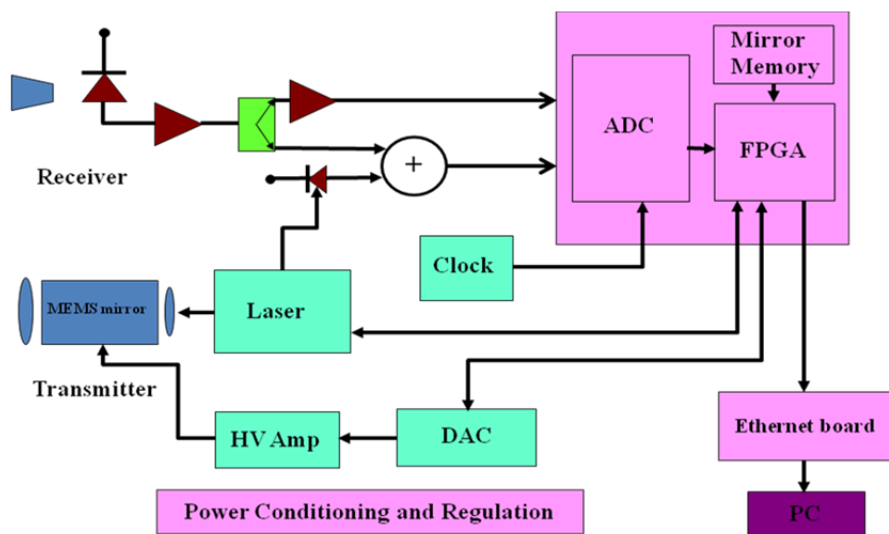 Mirror
Memory
ADC
FPGA
+
Receiver
Clock
MEMS mirror
Laser
Transmitter
HV Amp
DAC
Ethernet board
Power Conditioning and Regulation
PC